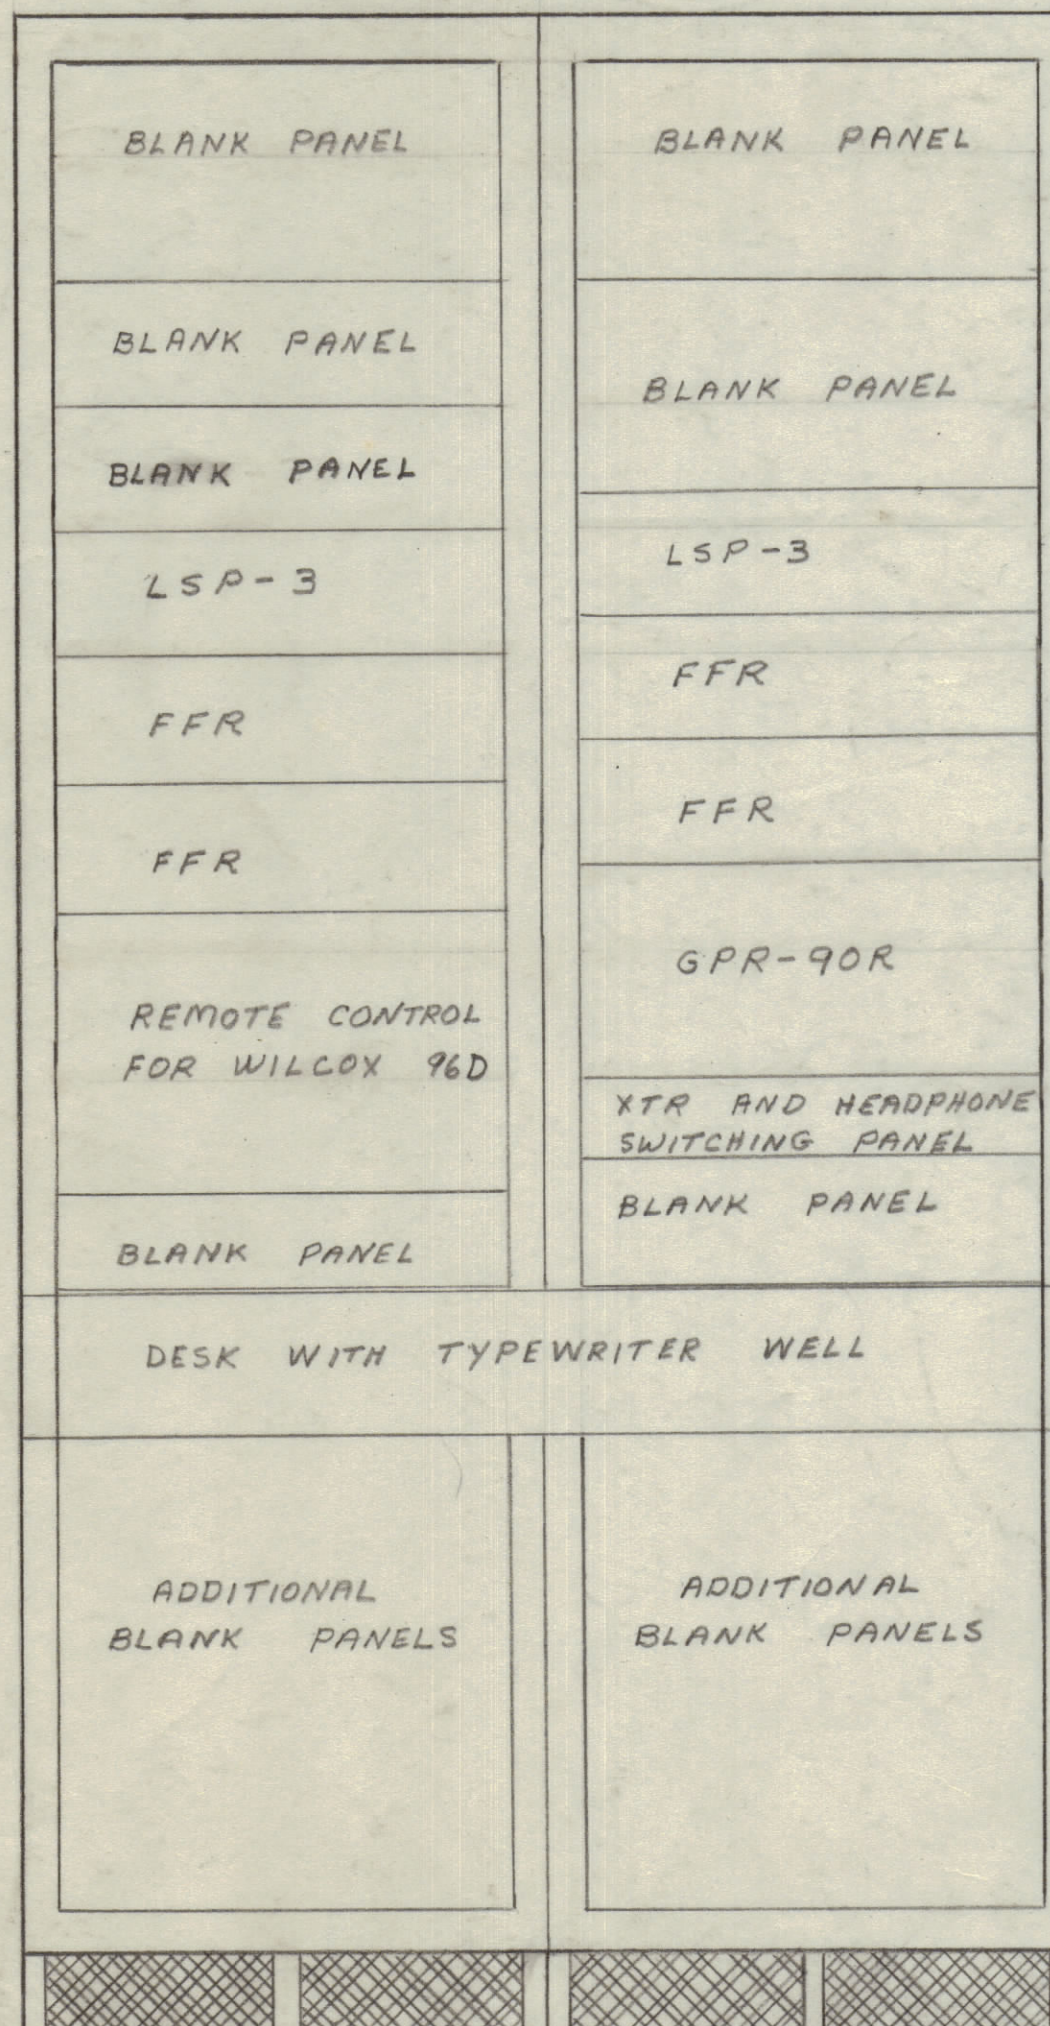 BLANK PANEL
BLANK PANEL
BLANK PANEL
LSP-3
FFR
FFR
REMOTE CONTROL
FOR WILCOX 96D
BLANK PANEL
BLANK PANEL
BLANK PANEL
LSP-3
FFR
FFR
GPR-90R
XTR AND HEADPHONE
SWITCHING PANEL
BLANK PANEL
DESK WITH TYPEWRITER WELL
ADDITIONAL
BLANK PANELS
ADDITIONAL
BLANK PANELS